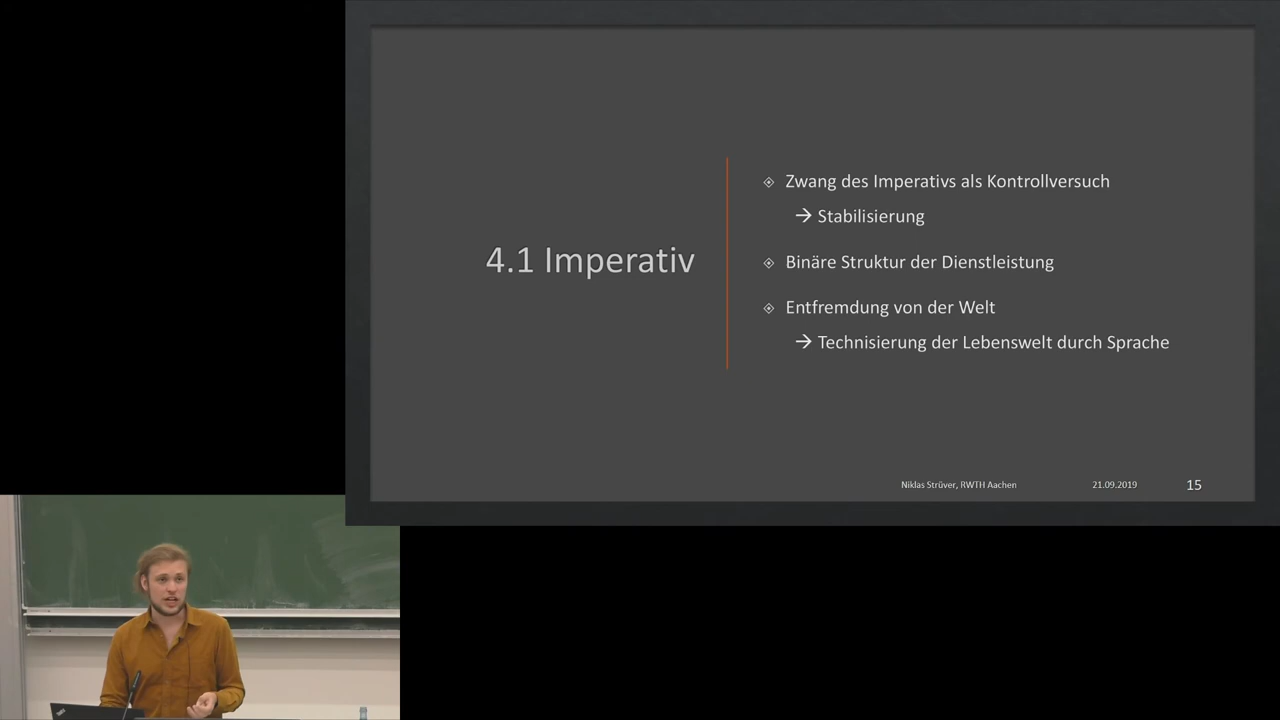 4.1 Imperativ
Zwang des Imperativs als Kontrollversuch
→ Stabilisierung
Binäre Struktur der Dienstleistung
Entfremdung von der Welt
→ Technisierung der Lebenswelt durch Sprache
Niklas Strüver, RWTH Aachen 21.09.2019 15